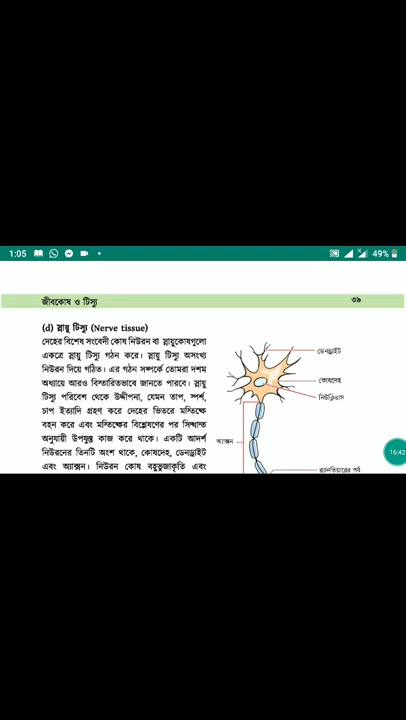 1:05
49%
জীবকোষ ও টিস্যু
৩৯
(d) স্নায়ু টিস্যু (Nerve tissue)
দেহের বিশেষ সংবেদী কোষ নিউরন বা স্নায়ুকোষগুলো
একত্রে স্নায়ু টিস্যু গঠন করে। স্নায়ু টিস্যু অসংখ্য
নিউরন দিয়ে গঠিত। এর গঠন সম্পর্কে তোমরা দশম
অধ্যায়ে আরও বিস্তারিতভাবে জানতে পারবে। স্নায়ু
টিস্যু পরিবেশ থেকে উদ্দীপনা, যেমন তাপ, স্পর্শ,
চাপ ইত্যাদি গ্রহণ করে দেহের ভিতরে মস্তিষ্কে
বহন করে এবং মস্তিষ্কের বিশ্লেষণের পর সিদ্ধান্ত
অনুযায়ী উপযুক্ত কাজ করে থাকে। একটি আদর্শ
নিউরনের তিনটি অংশ থাকে, কোষদেহ, ডেনড্রাইট
এবং অ্যাক্সন। নিউরন কোষ বহুভুজাকৃতি এবং
ডেনড্রাইট
কোষদেহ
নিউক্লিয়াস
অ্যাক্সন
র‍্যানভিয়ারের পর্ব
16:42